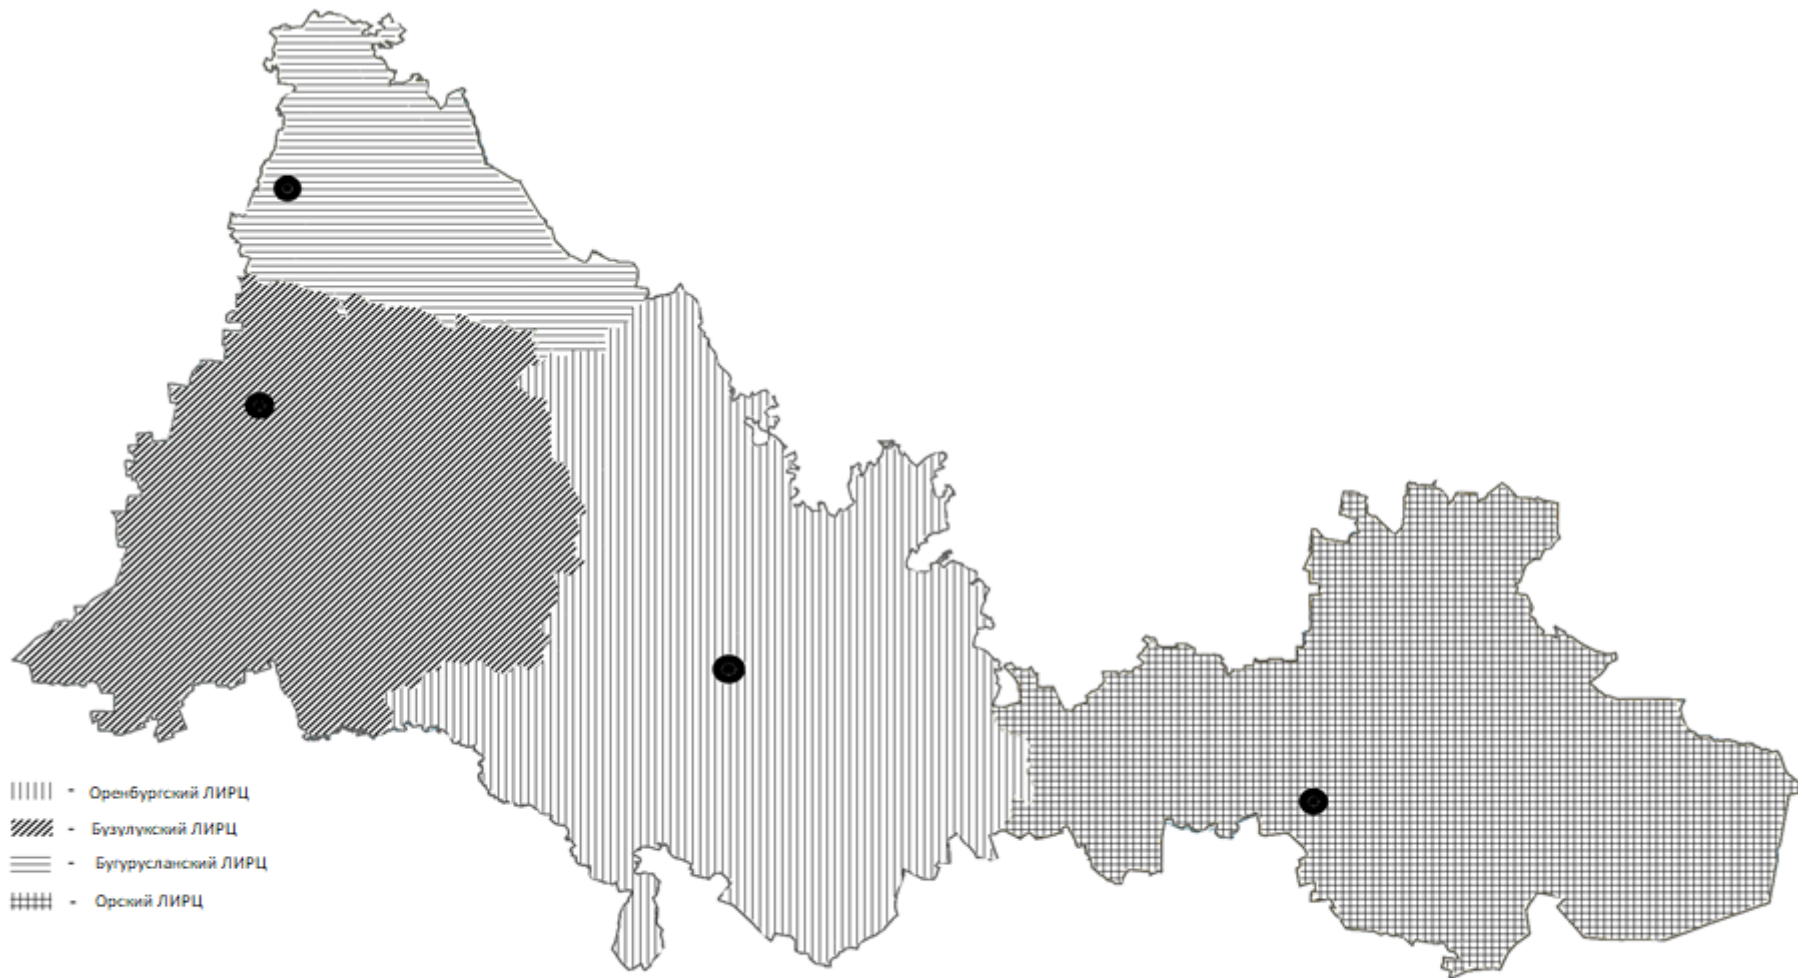 - Оренбургский ЛИРЦ
- Бузулукский ЛИРЦ
- Бугурусланский ЛИРЦ
- Орский ЛИРЦ